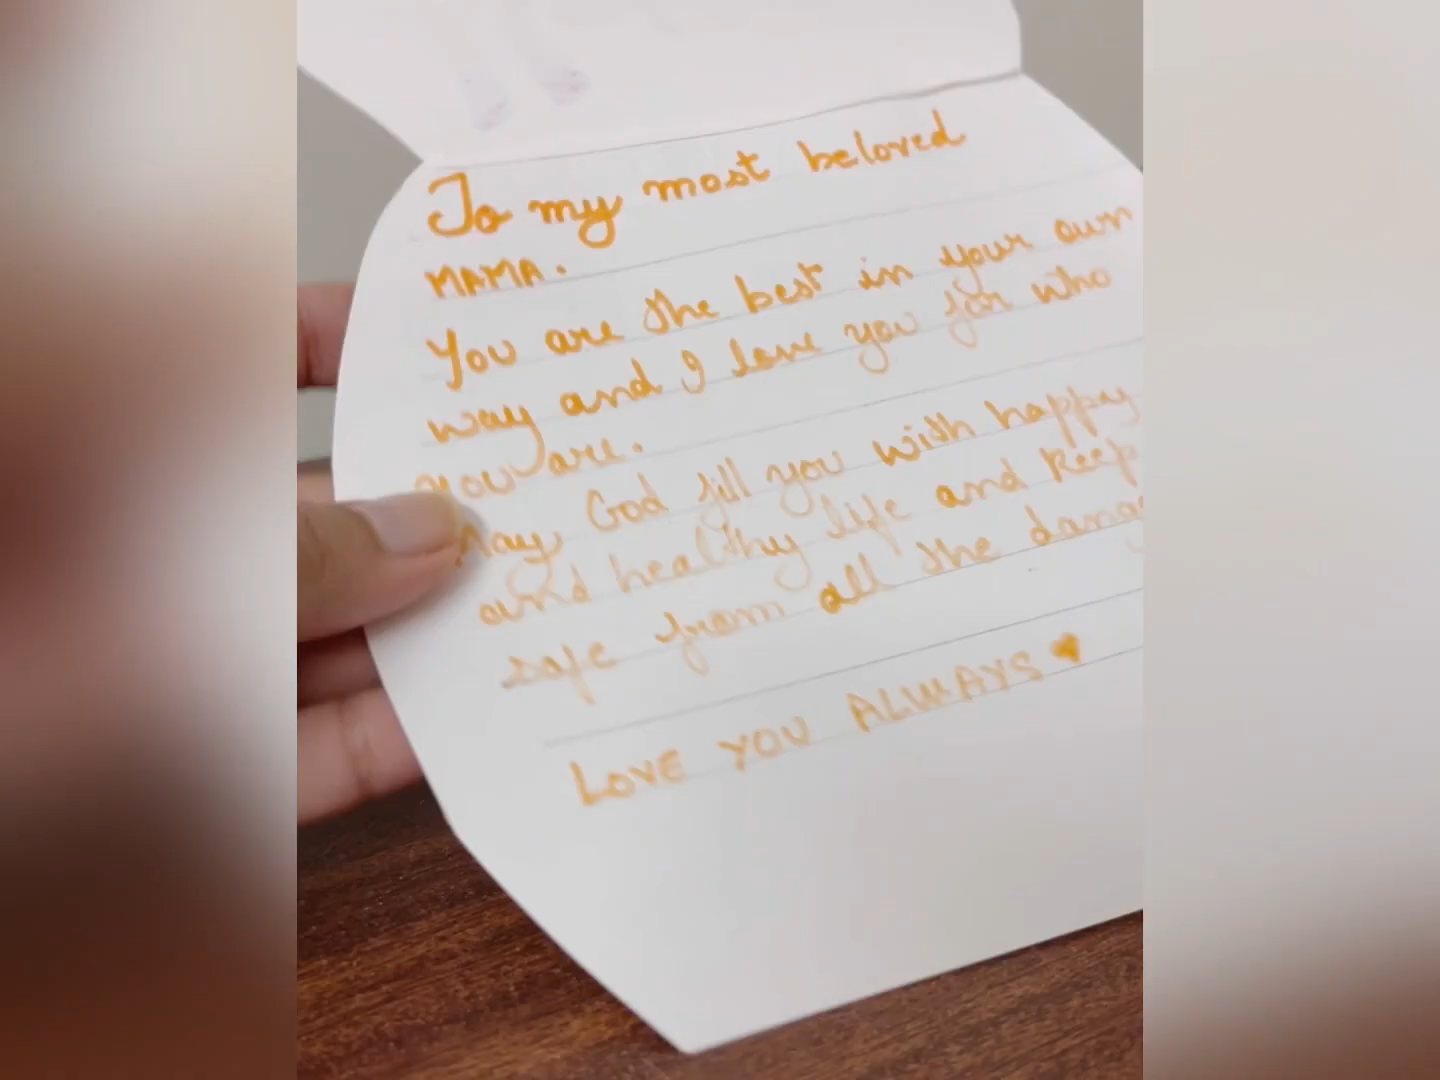 To my most beloved
MAMA.
You are the best in your own
way and I love you for who
you are.
May God fill you with happy
and healthy life and keep
safe from all the
LOVE YOU ALWAYS ♥